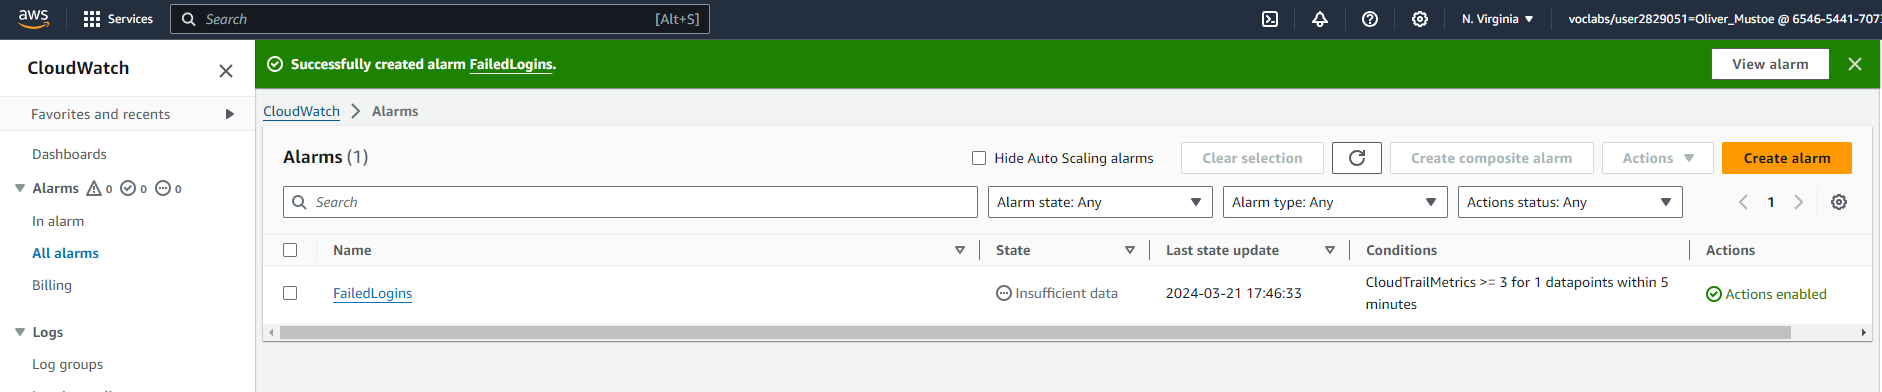 aws
Services
Search
[Alt+S]
N. Virginia
voclabs/user2829051=Oliver_Mustoe @ 6546-5441-707
CloudWatch
Successfully created alarm FailedLogins.
View alarm
Favorites and recents
Dashboards
Alarms 0 0 0
In alarm
All alarms
Billing
Logs
Log groups
CloudWatch
Alarms
Alarms (1)
Hide Auto Scaling alarms
Clear selection
Create composite alarm
Actions
Create alarm
Search
Alarm state: Any
Alarm type: Any
Actions status: Any
1
Name
State
Last state update
Conditions
Actions
FailedLogins
Insufficient data
2024-03-21 17:46:33
CloudTrailMetrics >= 3 for 1 datapoints within 5
minutes
Actions enabled